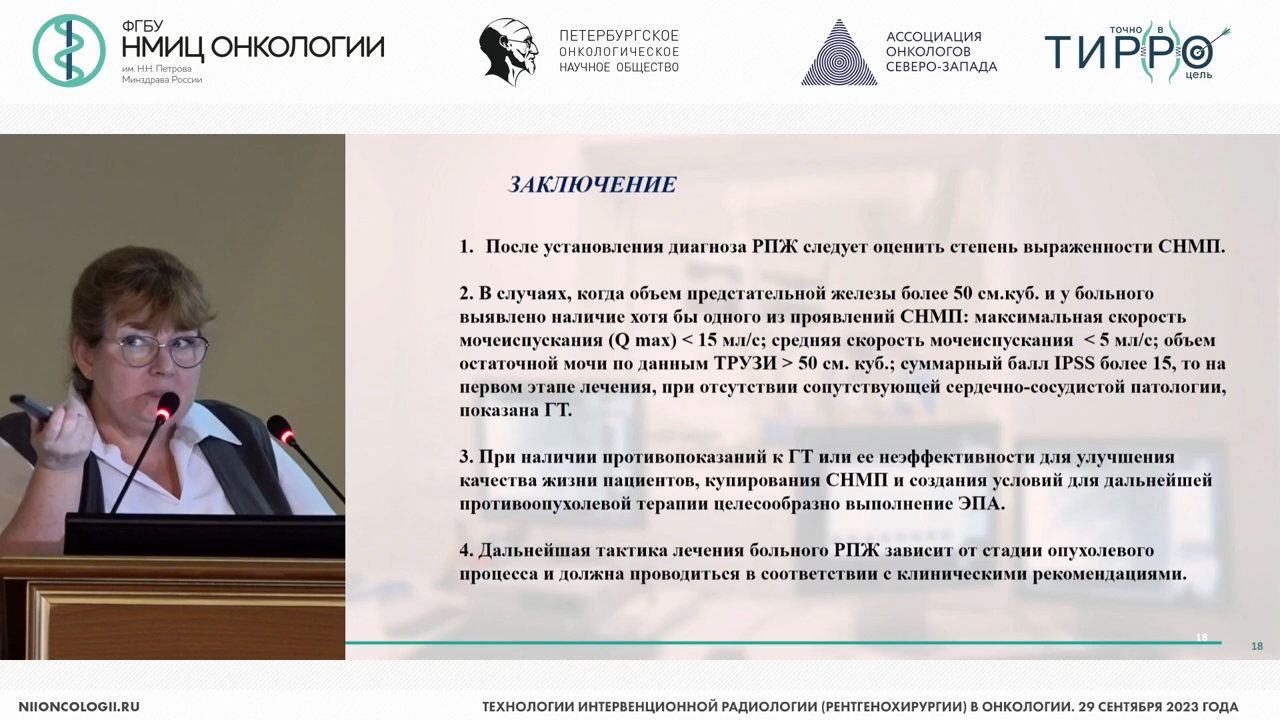 ФГБУ
НМИЦ ОНКОЛОГИИ
им. Н.Н. Петрова
Минздрава России
ПЕТЕРБУРГСКОЕ
ОНКОЛОГИЧЕСКОЕ
НАУЧНОЕ ОБЩЕСТВО
АССОЦИАЦИЯ
ОНКОЛОГОВ
СЕВЕРО-ЗАПАДА
ТОЧНО В
ТИРРО
цель
ЗАКЛЮЧЕНИЕ
1. После установления диагноза РПЖ следует оценить степень выраженности СНМП.
2. В случаях, когда объем предстательной железы более 50 см.куб. и у больного
выявлено наличие хотя бы одного из проявлений СНМП: максимальная скорость
мочеиспускания (Q max) < 15 мл/с; средняя скорость мочеиспускания < 5 мл/с; объем
остаточной мочи по данным ТРУЗИ > 50 см. куб.; суммарный балл IPSS более 15, то на
первом этапе лечения, при отсутствии сопутствующей сердечно-сосудистой патологии,
показана ГТ.
3. При наличии противопоказаний к ГТ или ее неэффективности для улучшения
качества жизни пациентов, купирования СНМП и создания условий для дальнейшей
противоопухолевой терапии целесообразно выполнение ЭПА.
4. Дальнейшая тактика лечения больного РПЖ зависит от стадии опухолевого
процесса и должна проводиться в соответствии с клиническими рекомендациями.
18
18
NIIONCOLOGII.RU
ТЕХНОЛОГИИ ИНТЕРВЕНЦИОННОЙ РАДИОЛОГИИ (РЕНТГЕНОХИРУРГИИ) В ОНКОЛОГИИ. 29 СЕНТЯБРЯ 2023 ГОДА